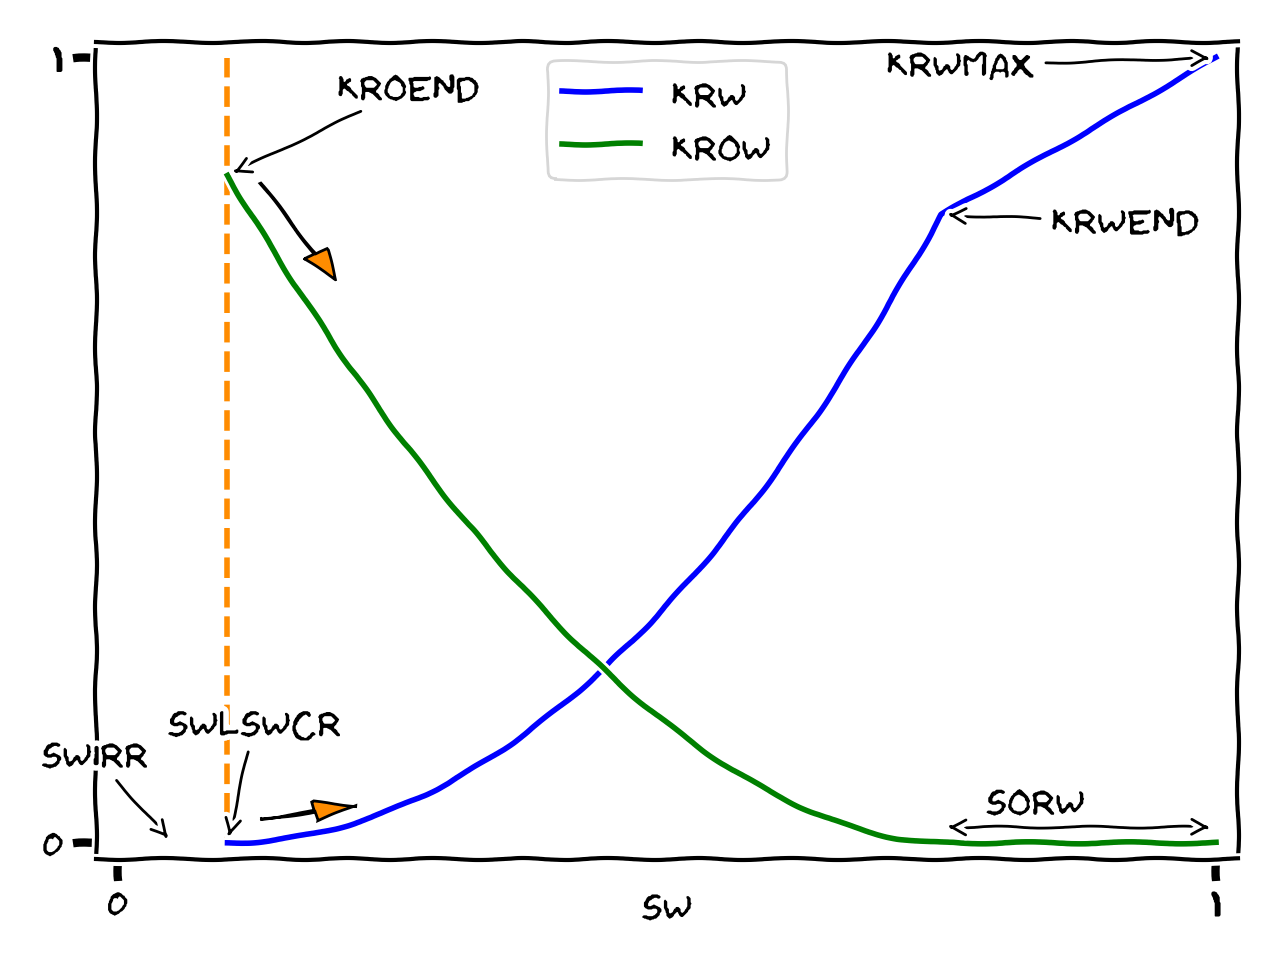 1
KROEND
KRW
KROW
KRWMAX
KRWEND
SWLSWCR
SWIRR
SORW
0
0
SW
1